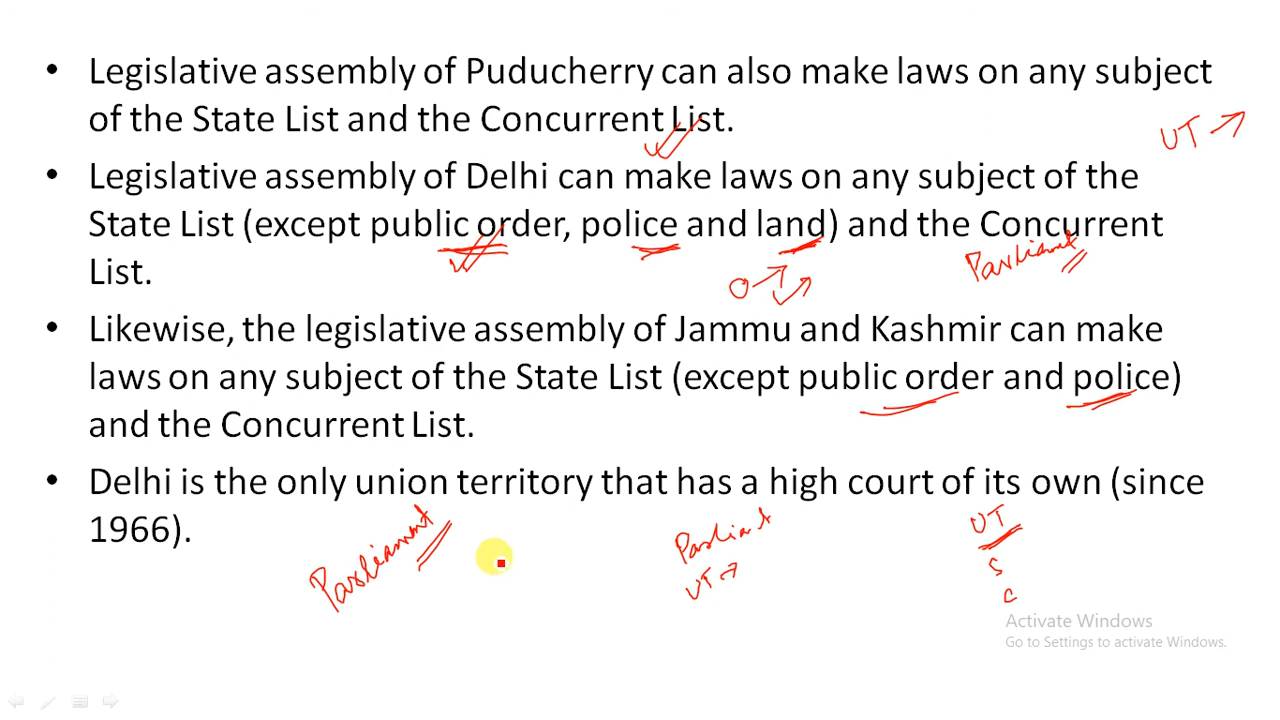 • Legislative assembly of Puducherry can also make laws on any subject
of the State List and the Concurrent List.
UT
• Legislative assembly of Delhi can make laws on any subject of the
State List (except public order, police and land) and the Concurrent
List.
Parliamt
• Likewise, the legislative assembly of Jammu and Kashmir can make
laws on any subject of the State List (except public order and police)
and the Concurrent List.
• Delhi is the only union territory that has a high court of its own (since
1966).
Parliament
UT
UT
S
C
Activate Windows
Go to Settings to activate Windows.